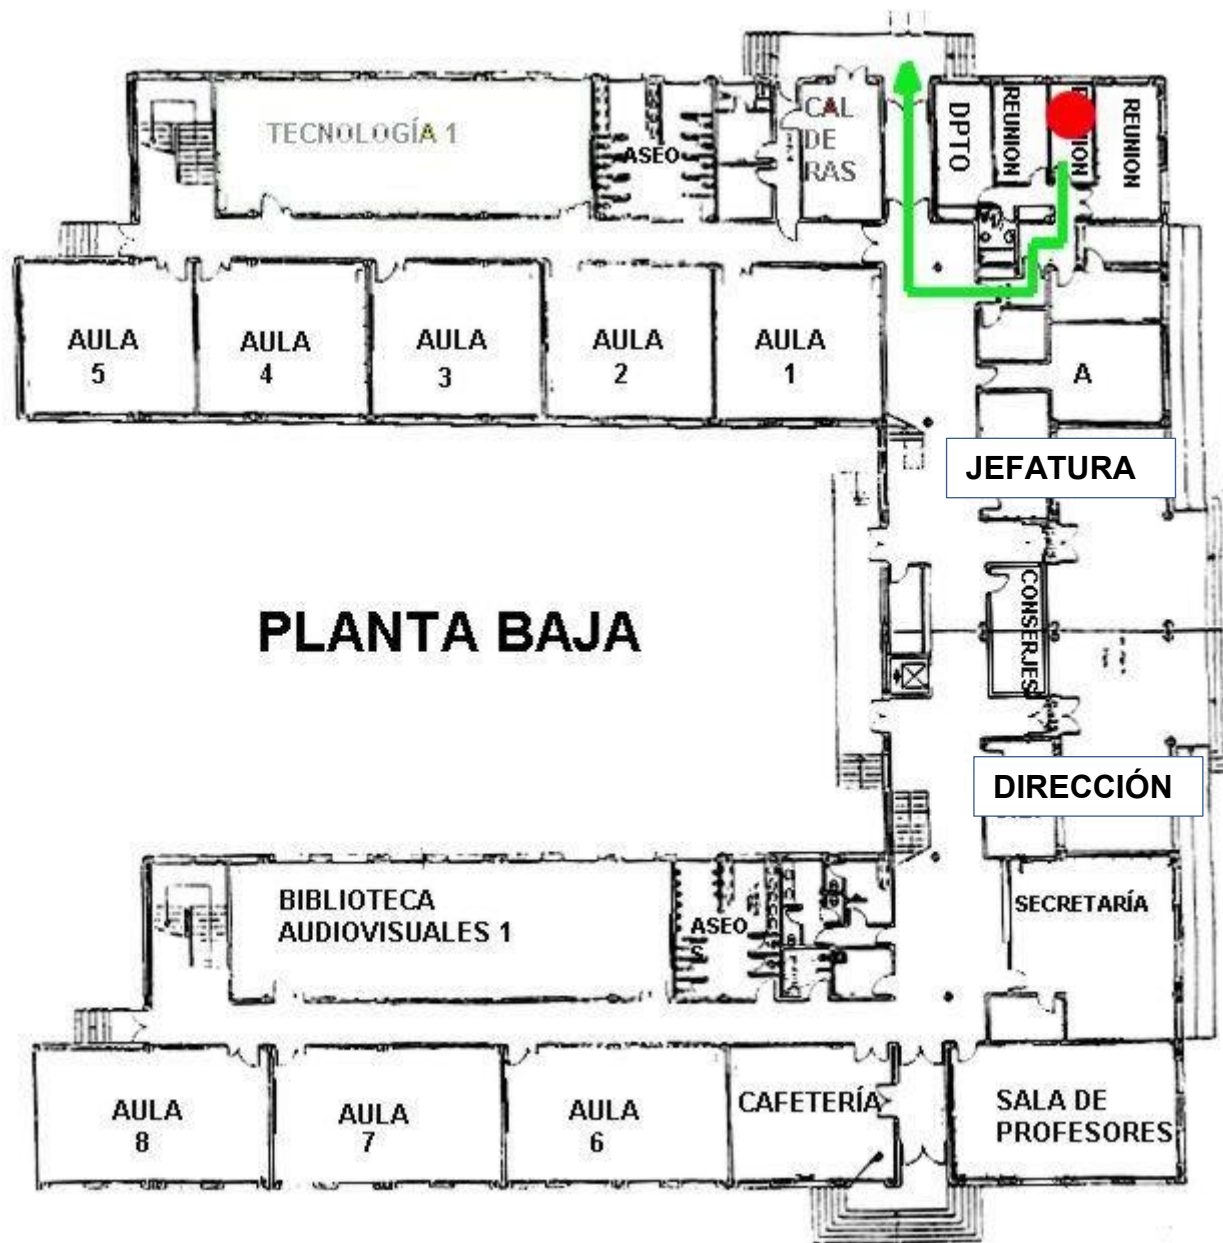 TECNOLOGÍA 1
ASEO
CAL
DE
RAS
DPTO
REUNION
REUNION
AULA
5
AULA
4
AULA
3
AULA
2
AULA
1
A
JEFATURA
PLANTA BAJA
CONSERJES
DIRECCIÓN
BIBLIOTECA
AUDIOVISUALES 1
ASEO
SECRETARÍA
AULA
8
AULA
7
AULA
6
CAFETERÍA
SALA DE
PROFESORES